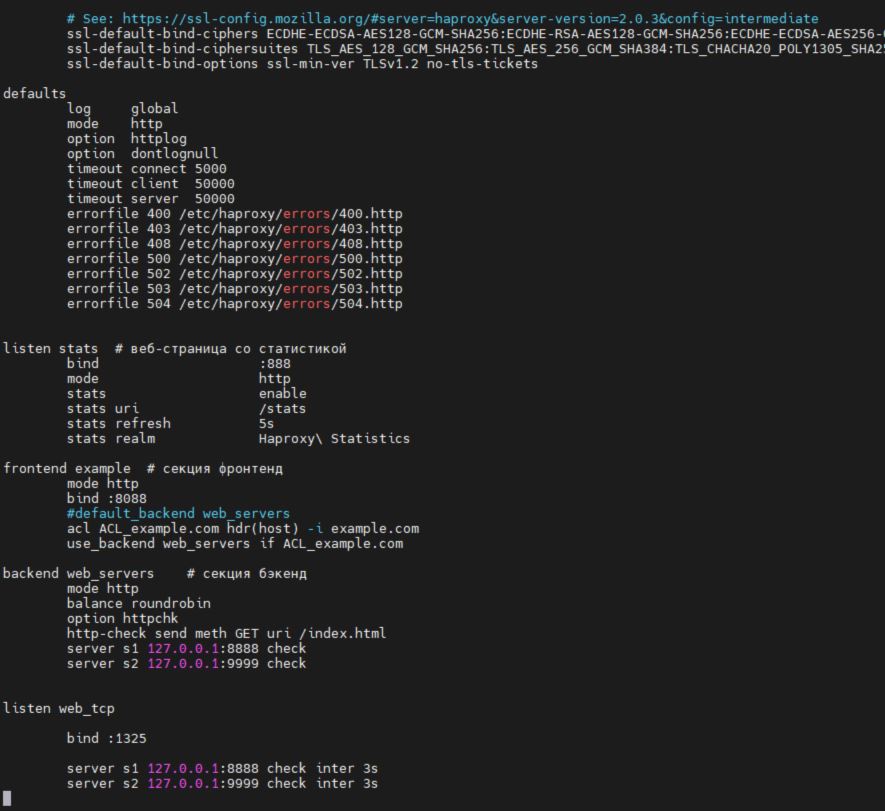 # See: https://ssl-config.mozilla.org/#server=haproxy&server-version=2.0.3&config=intermediate
ssl-default-bind-ciphers ECDHE-ECDSA-AES128-GCM-SHA256:ECDHE-RSA-AES128-GCM-SHA256:ECDHE-ECDSA-AES256-
ssl-default-bind-ciphersuites TLS_AES_128_GCM_SHA256:TLS_AES_256_GCM_SHA384:TLS_CHACHA20_POLY1305_SHA25
ssl-default-bind-options ssl-min-ver TLSv1.2 no-tls-tickets
defaults
log     global
mode    http
option  httplog
option  dontlognull
timeout connect 5000
timeout client  50000
timeout server  50000
errorfile 400 /etc/haproxy/errors/400.http
errorfile 403 /etc/haproxy/errors/403.http
errorfile 408 /etc/haproxy/errors/408.http
errorfile 500 /etc/haproxy/errors/500.http
errorfile 502 /etc/haproxy/errors/502.http
errorfile 503 /etc/haproxy/errors/503.http
errorfile 504 /etc/haproxy/errors/504.http
listen stats  # веб-страница со статистикой
bind                    :888
mode                    http
stats                   enable
stats uri               /stats
stats refresh           5s
stats realm             Haproxy\ Statistics
frontend example  # секция фронтенд
mode http
bind :8088
#default_backend web_servers
acl ACL_example.com hdr(host) -i example.com
use_backend web_servers if ACL_example.com
backend web_servers    # секция бэкенд
mode http
balance roundrobin
option httpchk
http-check send meth GET uri /index.html
server s1 127.0.0.1:8888 check
server s2 127.0.0.1:9999 check
listen web_tcp
bind :1325
server s1 127.0.0.1:8888 check inter 3s
server s2 127.0.0.1:9999 check inter 3s